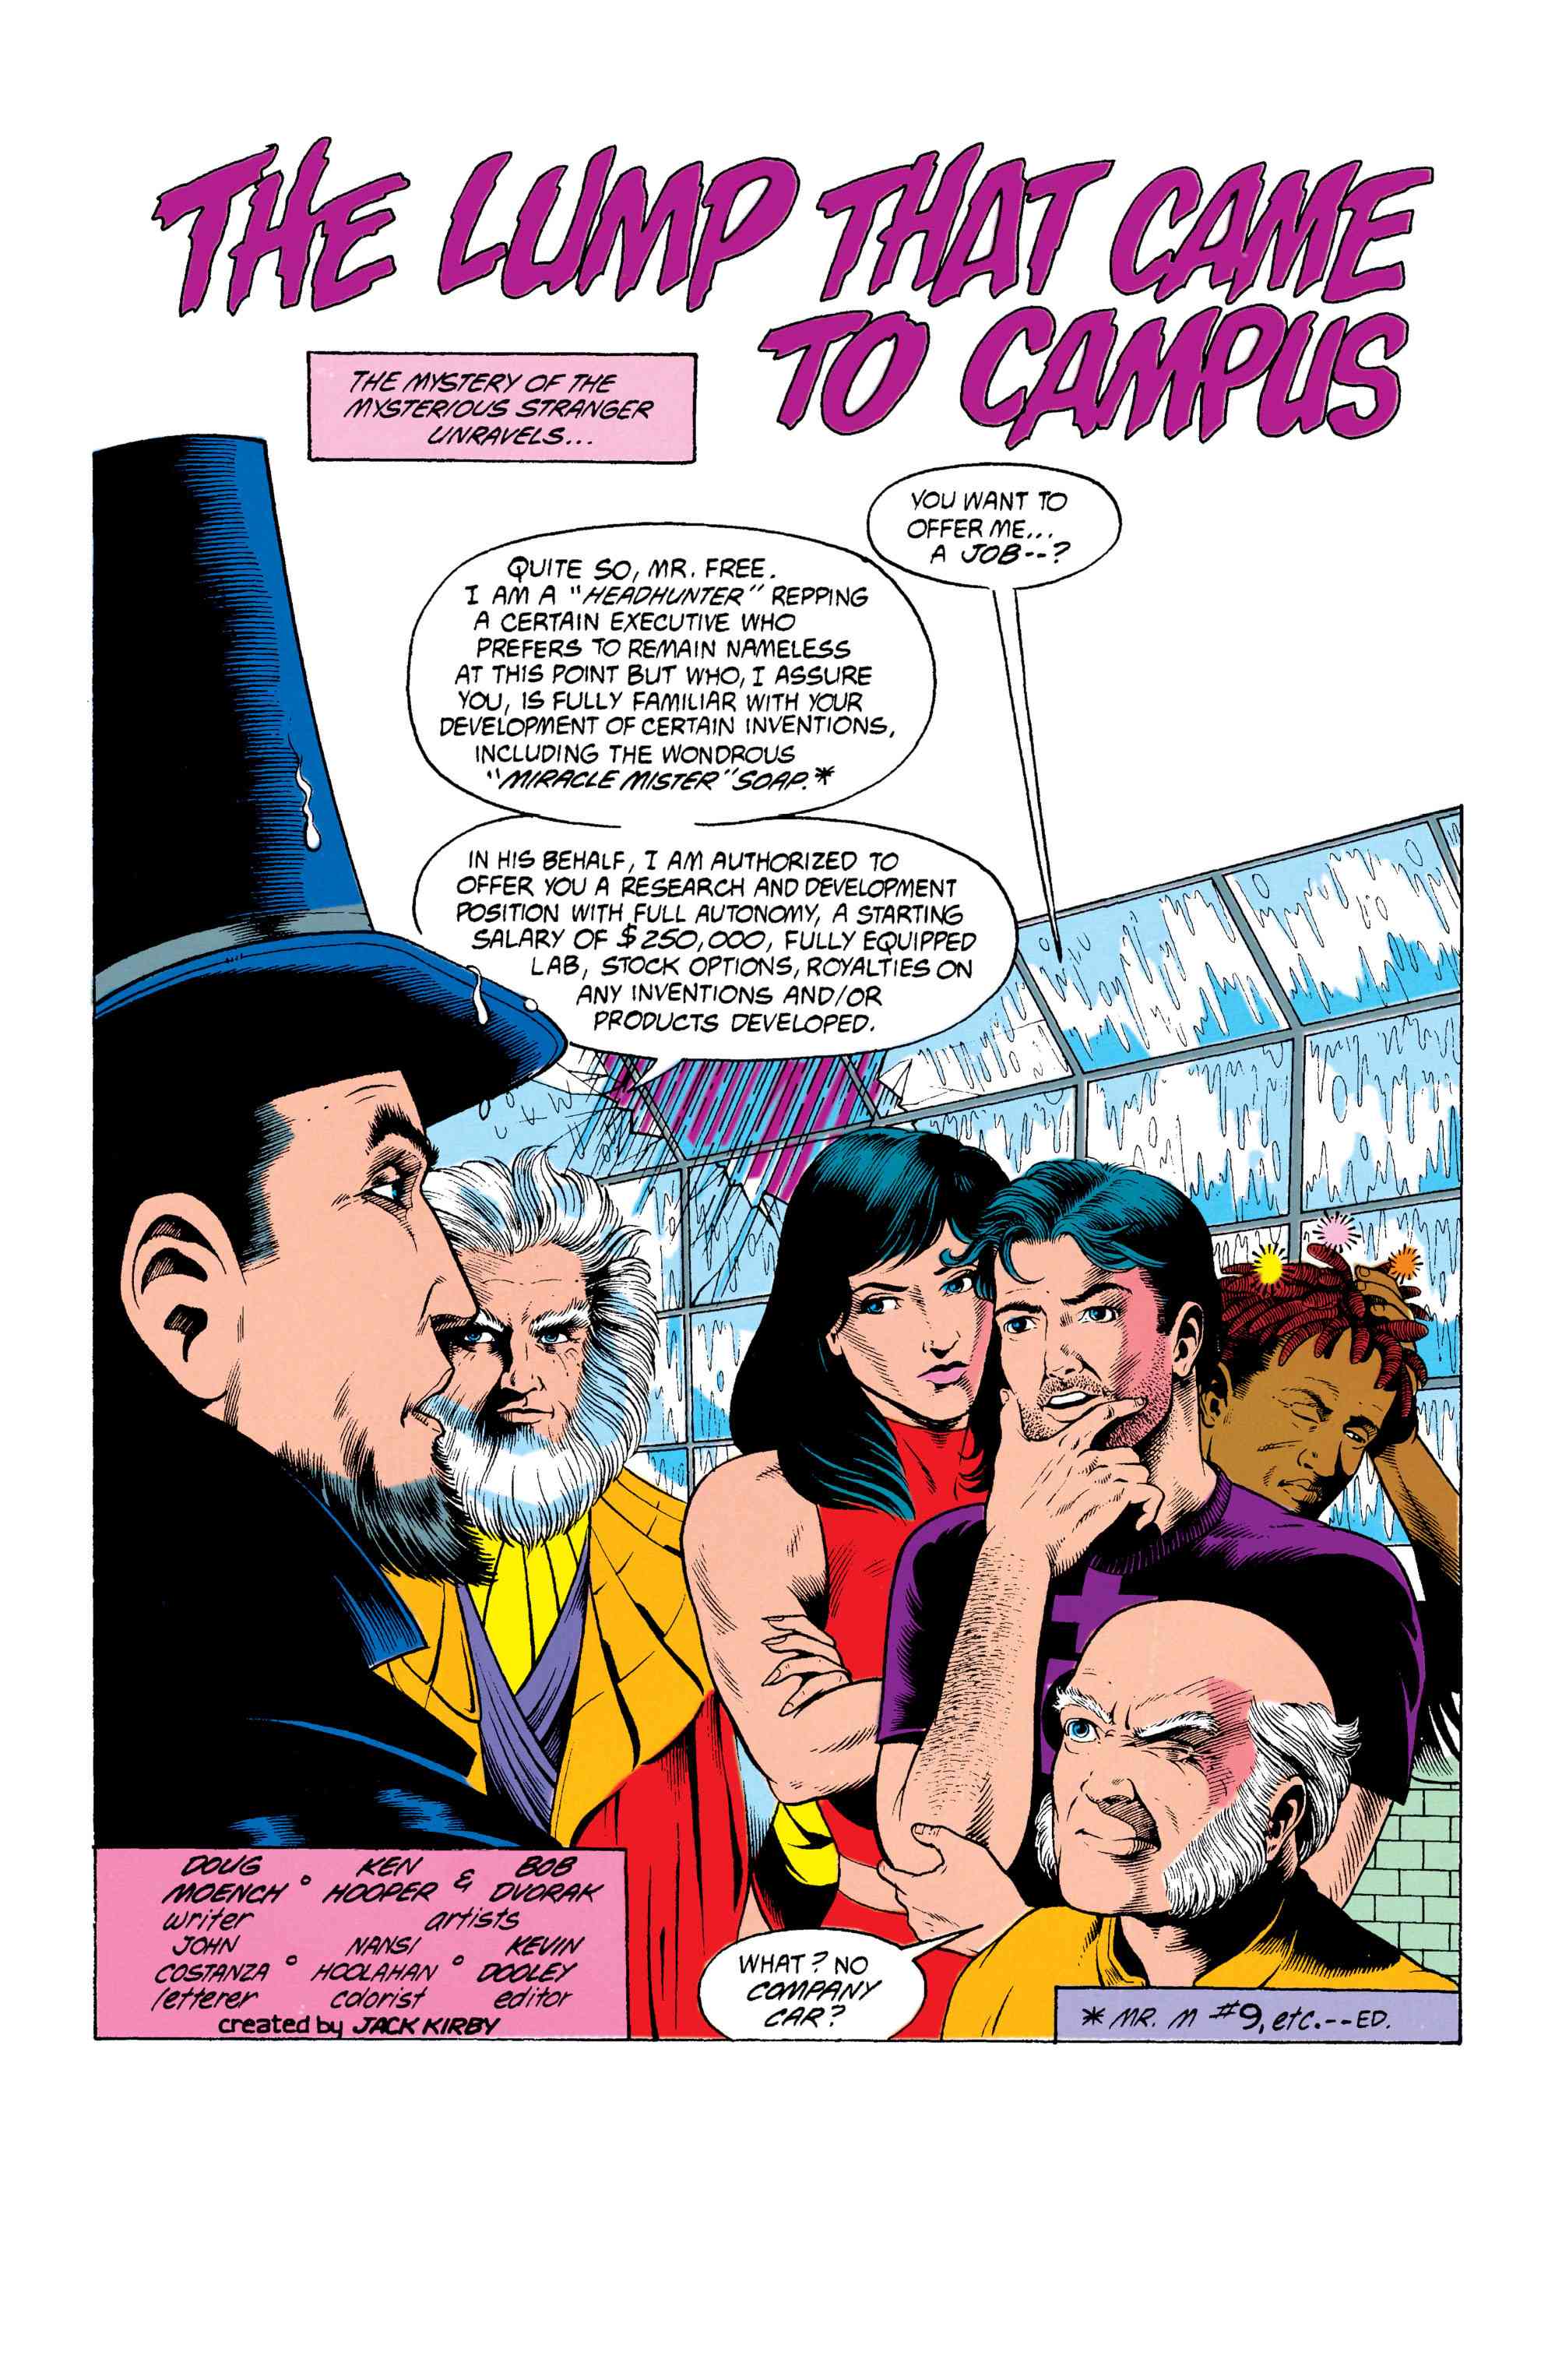 THE LUMP THAT CAME
TO CAMPUS
THE MYSTERY OF THE
MYSTERIOUS STRANGER
UNRAVELS...
YOU WANT TO
OFFER ME...
A JOB--?
QUITE SO, MR. FREE.
I AM A "HEADHUNTER" REPPING
A CERTAIN EXECUTIVE WHO
PREFERS TO REMAIN NAMELESS
AT THIS POINT BUT WHO, I ASSURE
YOU, IS FULLY FAMILIAR WITH YOUR
DEVELOPMENT OF CERTAIN INVENTIONS,
INCLUDING THE WONDROUS
"MIRACLE MISTER" SOAP.*
IN HIS BEHALF, I AM AUTHORIZED TO
OFFER YOU A RESEARCH AND DEVELOPMENT
POSITION WITH FULL AUTONOMY, A STARTING
SALARY OF $250,000, FULLY EQUIPPED
LAB, STOCK OPTIONS, ROYALTIES ON
ANY INVENTIONS AND/OR
PRODUCTS DEVELOPED.
WHAT? NO
COMPANY
CAR?
DOUG KEN BOB
MOENCH • HOOPER & DVORAK
writer artists
JOHN NANSI KEVIN
COSTANZA • HOOLAHAN • DOOLEY
letterer colorist editor
created by JACK KIRBY
* MR. M #9, etc.--ED.